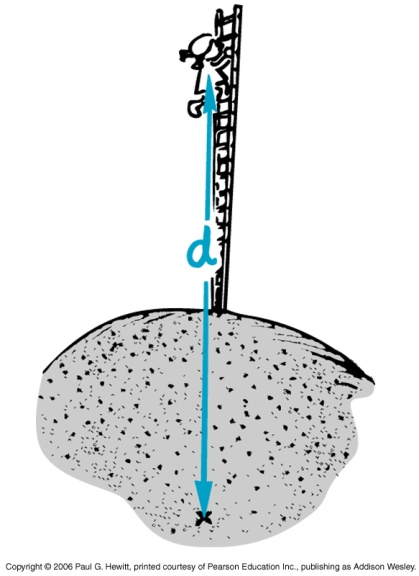 d
Copyright © 2006 Paul G. Hewitt, printed courtesy of Pearson Education Inc., publishing as Addison Wesley.